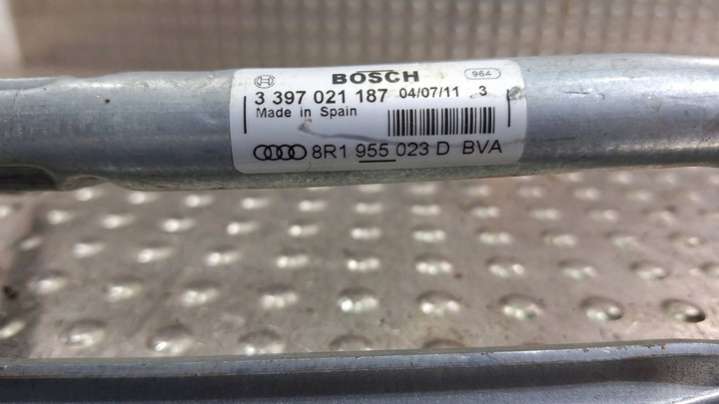 BOSCH 964
3 397 021 187 04/07/11 3
Made in Spain
8R1 955 023 D BVA